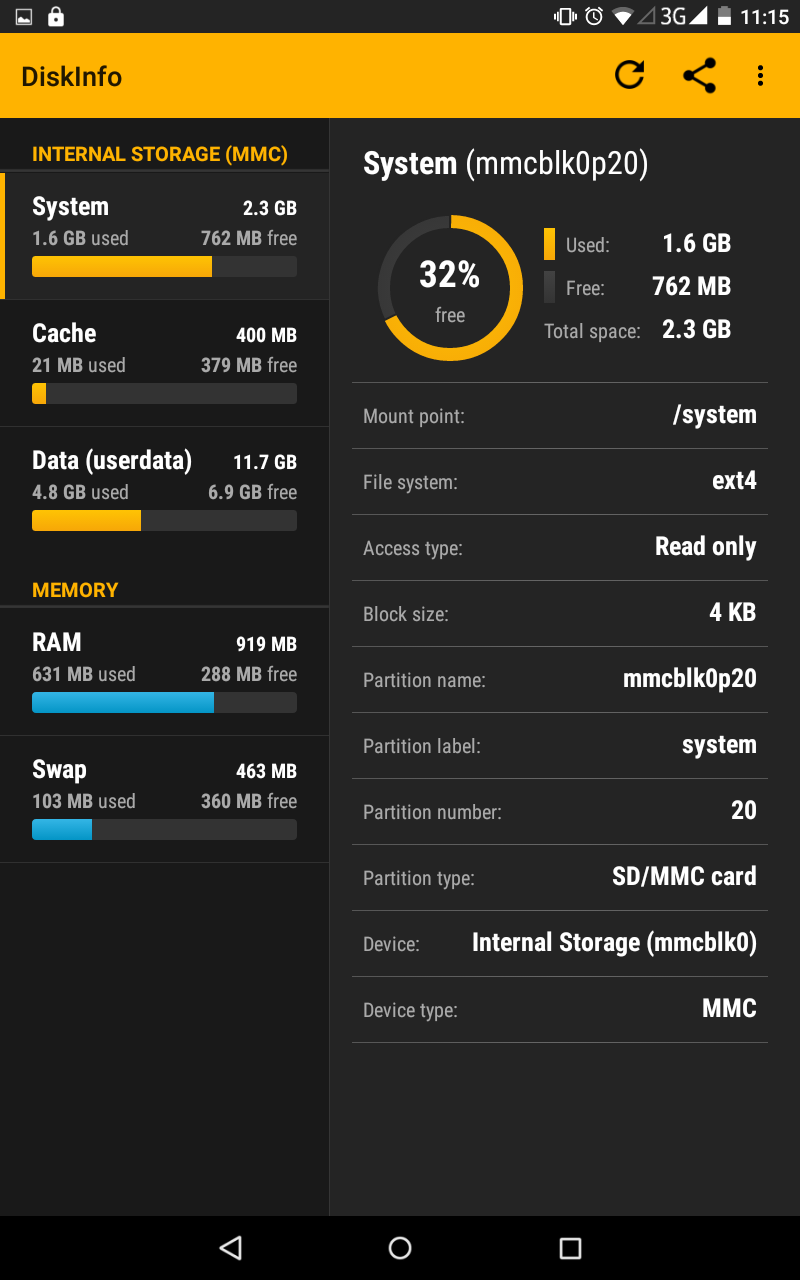 3G 11:15
DiskInfo
INTERNAL STORAGE (MMC)
System 2.3 GB
1.6 GB used 762 MB free
Cache 400 MB
21 MB used 379 MB free
Data (userdata) 11.7 GB
4.8 GB used 6.9 GB free
MEMORY
RAM 919 MB
631 MB used 288 MB free
Swap 463 MB
103 MB used 360 MB free
System (mmcblk0p20)
32%
free
Used: 1.6 GB
Free: 762 MB
Total space: 2.3 GB
Mount point: /system
File system: ext4
Access type: Read only
Block size: 4 KB
Partition name: mmcblk0p20
Partition label: system
Partition number: 20
Partition type: SD/MMC card
Device: Internal Storage (mmcblk0)
Device type: MMC